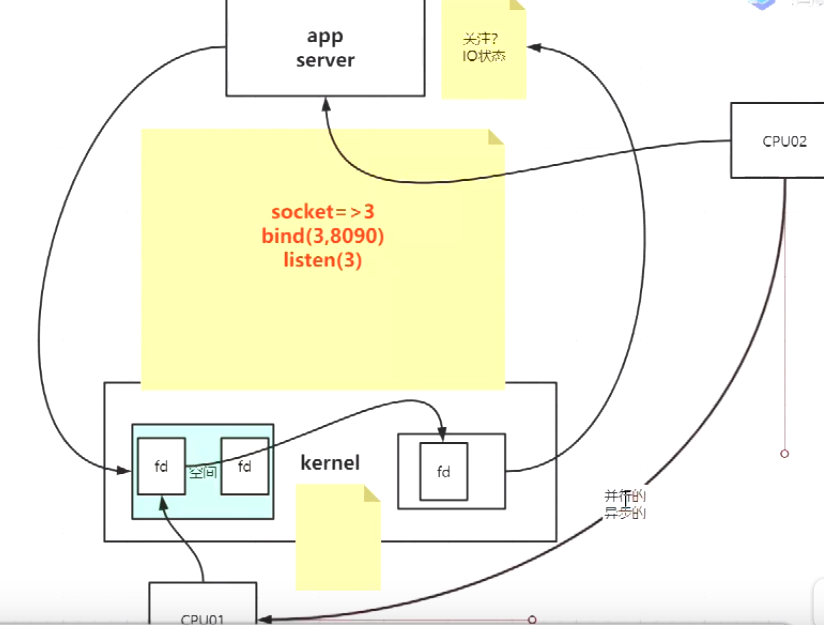 app
server
关注?
IO状态
CPU02
socket=>3
bind(3,8090)
listen(3)
fd
空间
fd
kernel
fd
并行的
异步的
CPU01